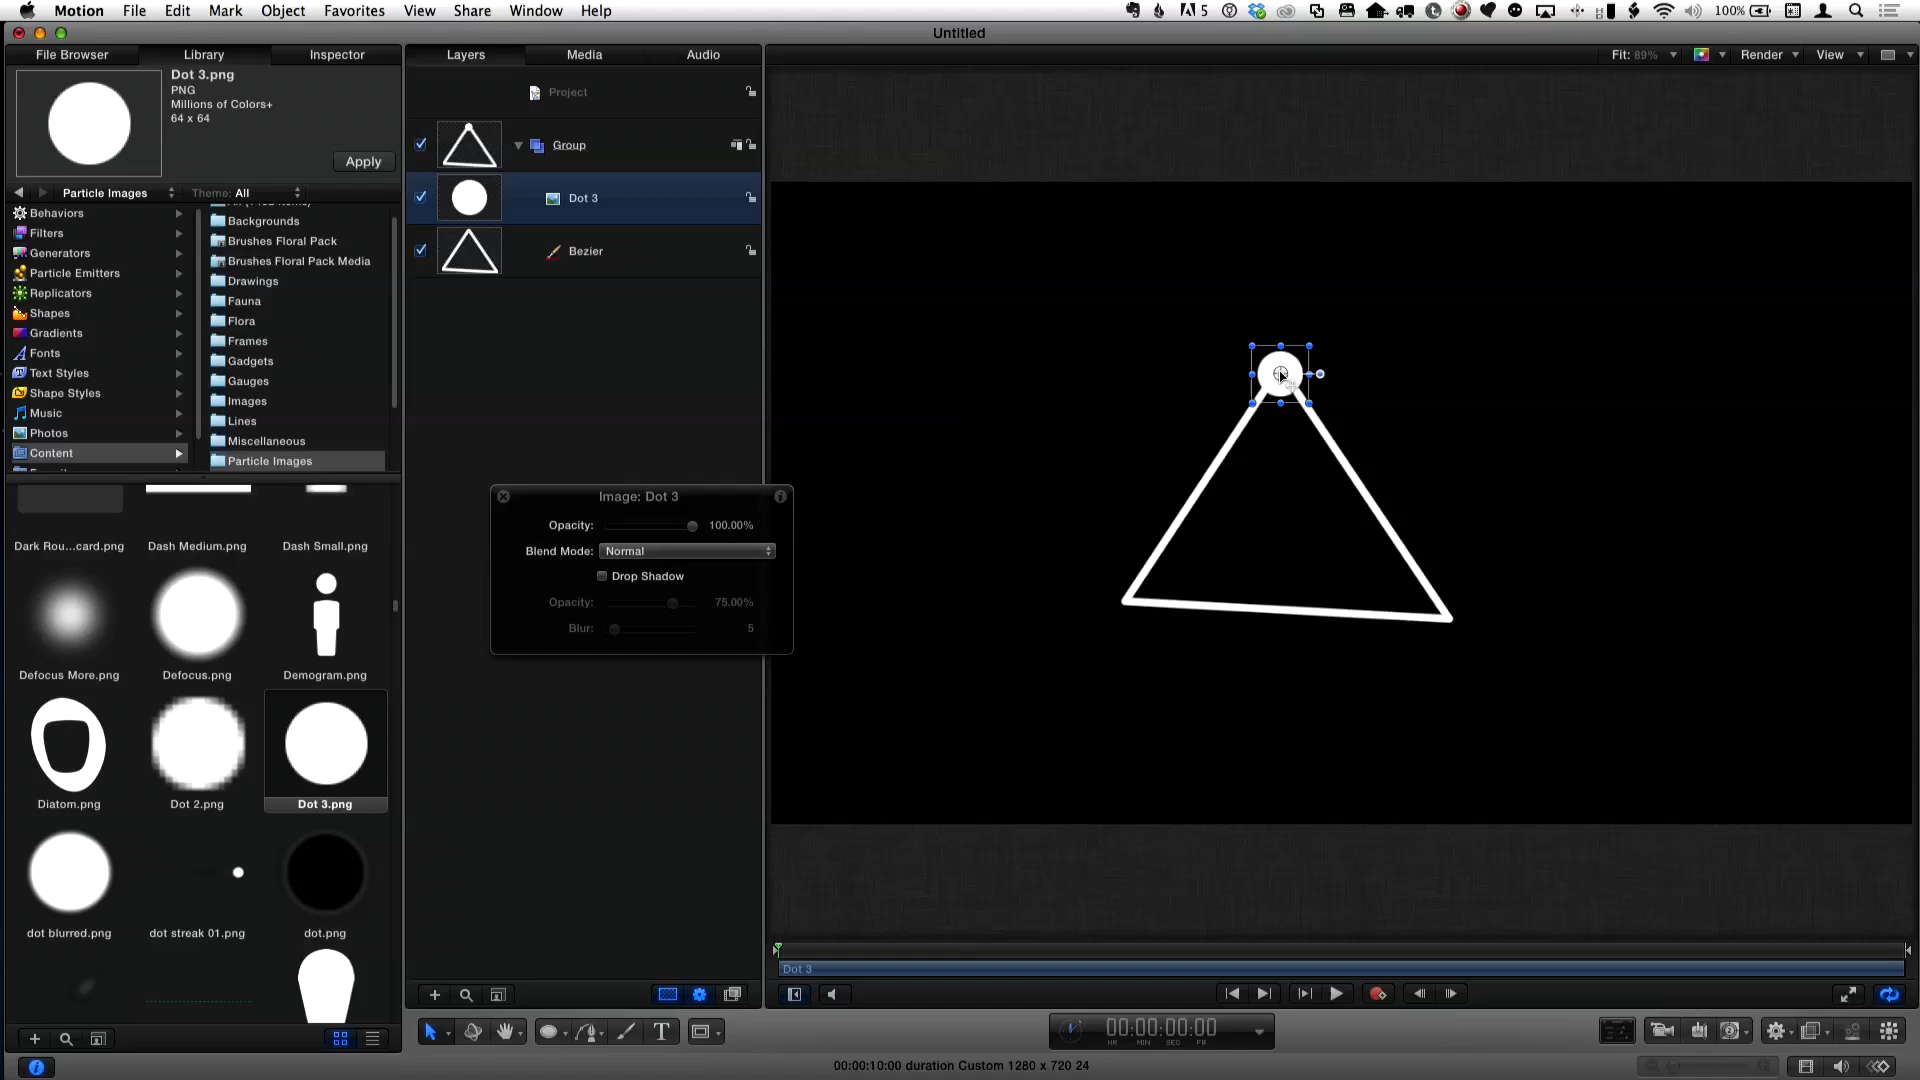 Motion File Edit Mark Object Favorites View Share Window Help 5 100%
Untitled
File Browser Library Inspector Layers Media Audio Fit: 89% Render View
Dot 3.png
PNG
Millions of Colors+
64 x 64
Apply
Particle Images Theme: All
Behaviors
Filters
Generators
Particle Emitters
Replicators
Shapes
Gradients
Fonts
Text Styles
Shape Styles
Music
Photos
Content
Backgrounds
Brushes Floral Pack
Brushes Floral Pack Media
Drawings
Fauna
Flora
Frames
Gadgets
Gauges
Images
Lines
Miscellaneous
Particle Images
Dark Rou...card.png Dash Medium.png Dash Small.png
Defocus More.png Defocus.png Demogram.png
Diatom.png Dot 2.png Dot 3.png
dot blurred.png dot streak 01.png dot.png
Project
Group
Dot 3
Bezier
Image: Dot 3
Opacity: 100.00%
Blend Mode: Normal
Drop Shadow
Opacity: 75.00%
Blur: 5
Dot 3
T
00:00:00:00
HR MIN SEC FR
00:00:10:00 duration Custom 1280 x 720 24